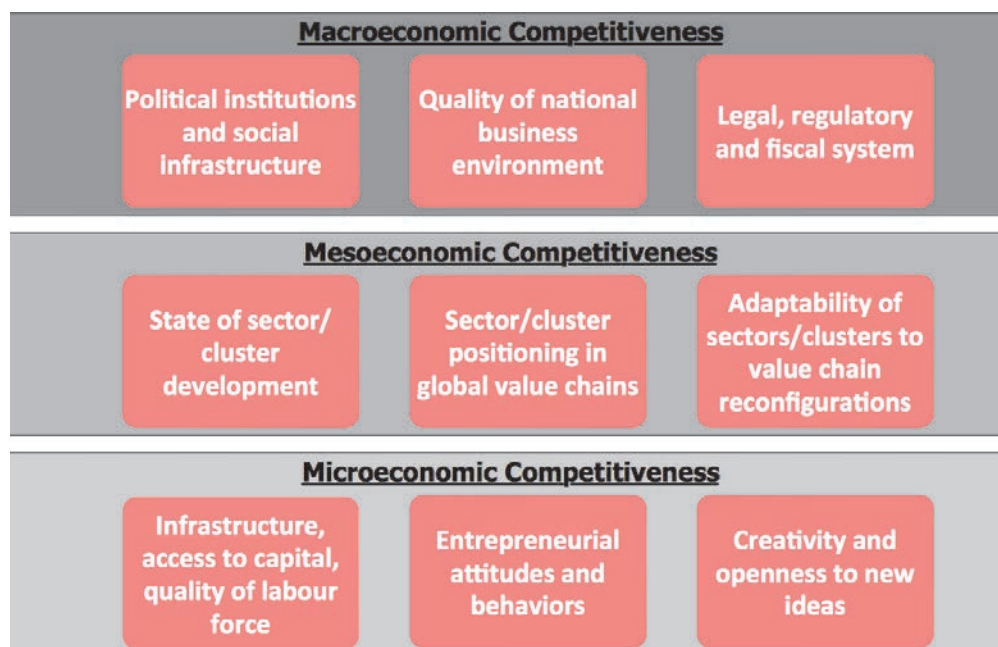 Macroeconomic Competitiveness
Political institutions
and social
infrastructure
Quality of national
business
environment
Legal, regulatory
and fiscal system
Mesoeconomic Competitiveness
State of sector/
cluster
development
Sector/cluster
positioning in
global value chains
Adaptability of
sectors/clusters to
value chain
reconfigurations
Microeconomic Competitiveness
Infrastructure,
access to capital,
quality of labour
force
Entrepreneurial
attitudes and
behaviors
Creativity and
openness to new
ideas